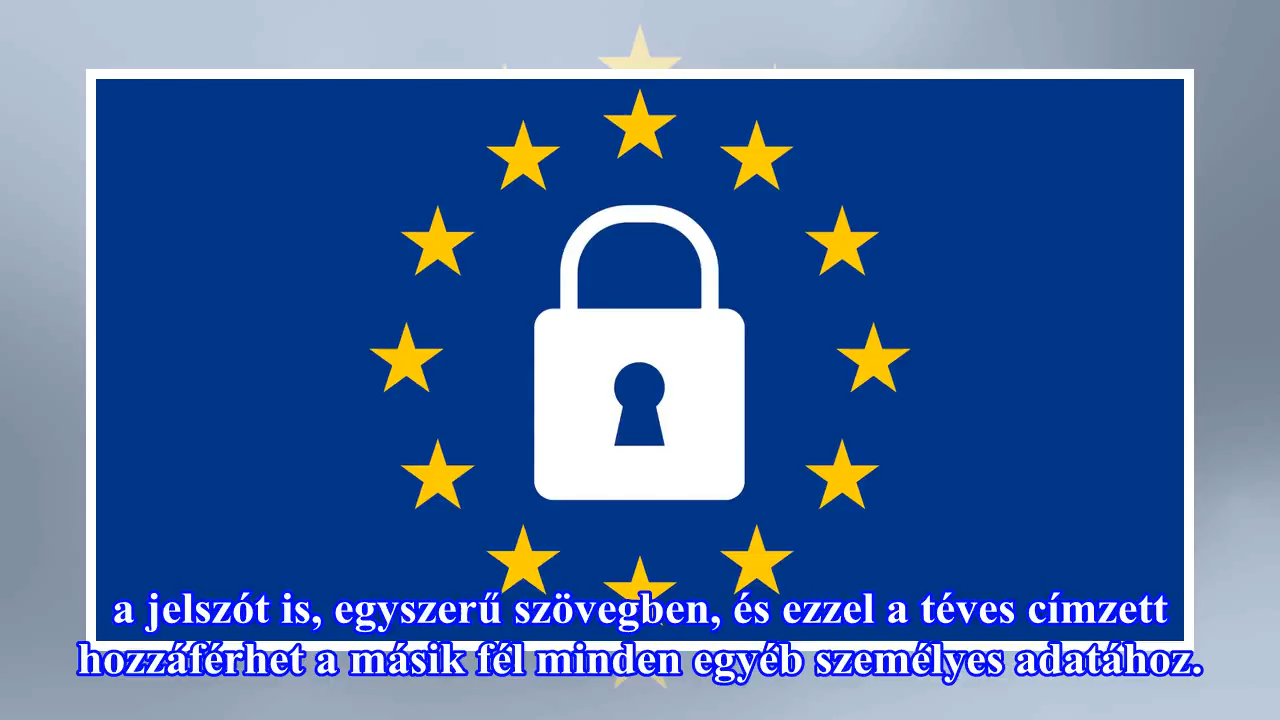 a jelszót is, egyszerű szövegben, és ezzel a téves címzett
hozzáférhet a másik fél minden egyéb személyes adatához.